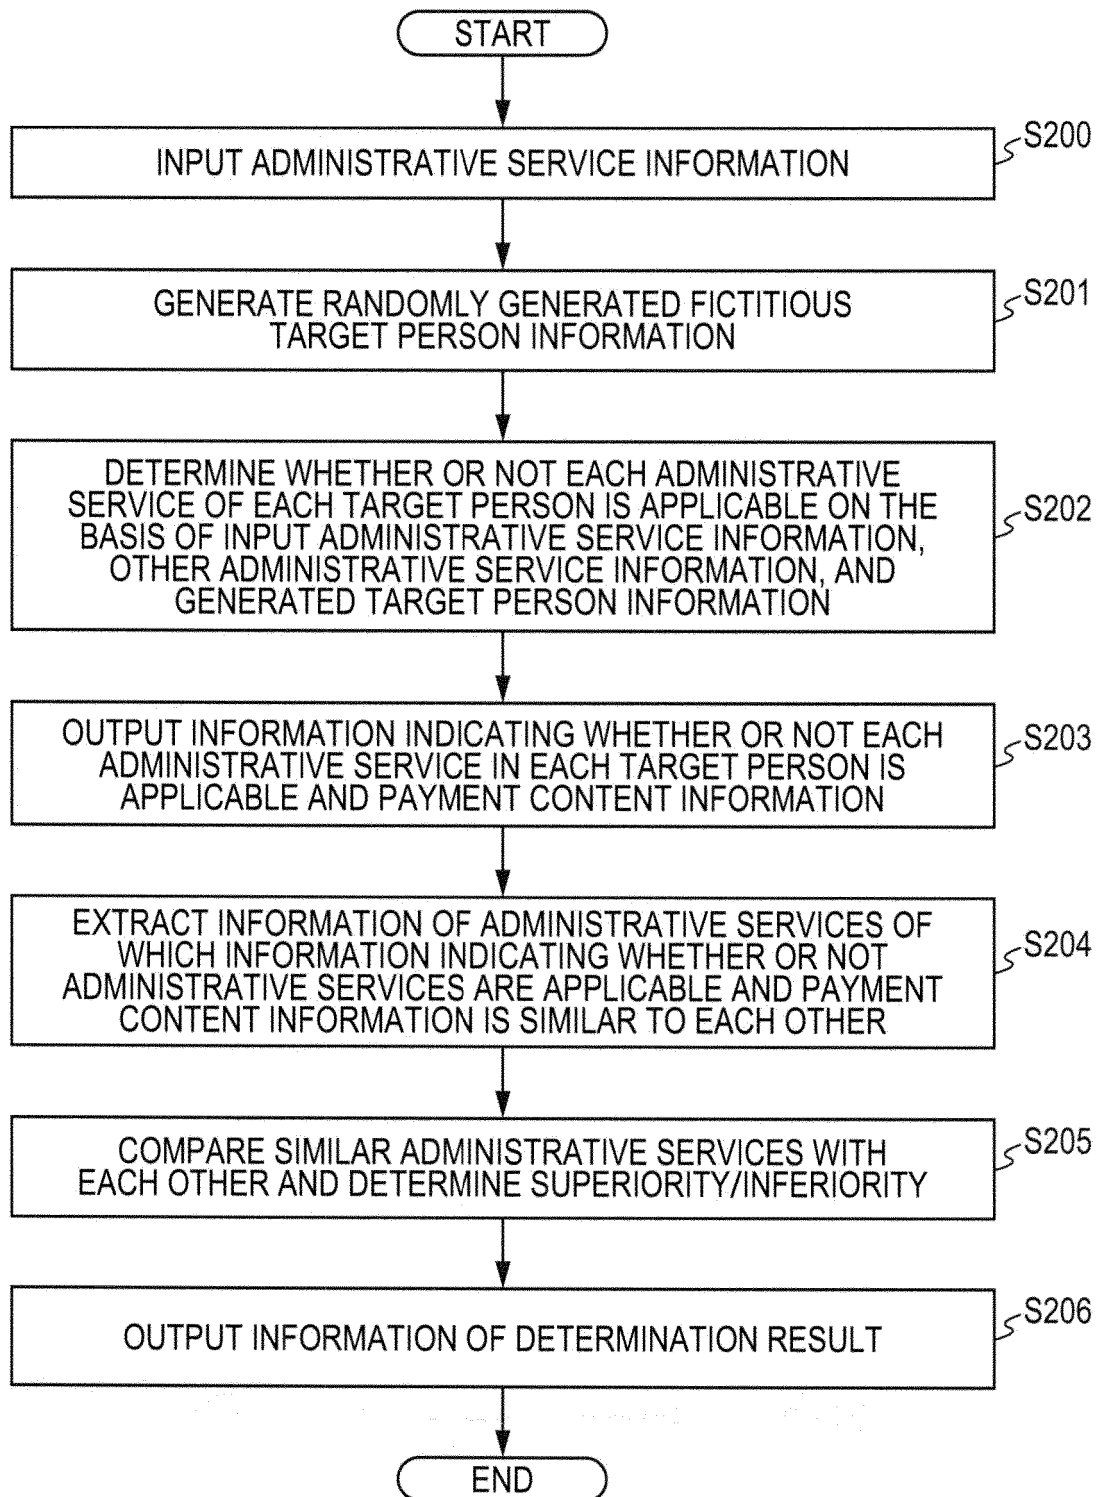 START
INPUT ADMINISTRATIVE SERVICE INFORMATION
S200
GENERATE RANDOMLY GENERATED FICTITIOUS
TARGET PERSON INFORMATION
S201
DETERMINE WHETHER OR NOT EACH ADMINISTRATIVE
SERVICE OF EACH TARGET PERSON IS APPLICABLE ON THE
BASIS OF INPUT ADMINISTRATIVE SERVICE INFORMATION,
OTHER ADMINISTRATIVE SERVICE INFORMATION, AND
GENERATED TARGET PERSON INFORMATION
S202
OUTPUT INFORMATION INDICATING WHETHER OR NOT EACH
ADMINISTRATIVE SERVICE IN EACH TARGET PERSON IS
APPLICABLE AND PAYMENT CONTENT INFORMATION
S203
EXTRACT INFORMATION OF ADMINISTRATIVE SERVICES OF
WHICH INFORMATION INDICATING WHETHER OR NOT
ADMINISTRATIVE SERVICES ARE APPLICABLE AND PAYMENT
CONTENT INFORMATION IS SIMILAR TO EACH OTHER
S204
COMPARE SIMILAR ADMINISTRATIVE SERVICES WITH
EACH OTHER AND DETERMINE SUPERIORITY/INFERIORITY
S205
OUTPUT INFORMATION OF DETERMINATION RESULT
S206
END